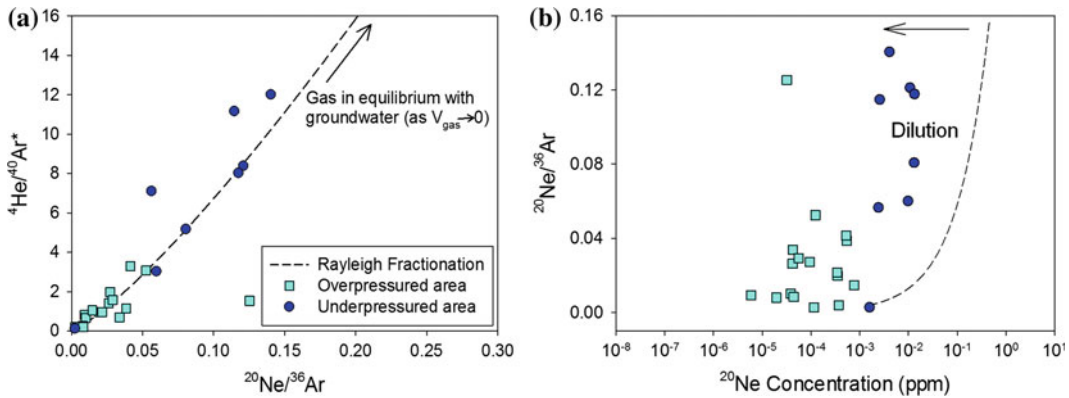 (a)
16
14
12
10
8
6
4
2
0
⁴He/⁴⁰Ar*
Gas in equilibrium with
groundwater (as V_gas→0)
Rayleigh Fractionation
Overpressured area
Underpressured area
0.00 0.05 0.10 0.15 0.20 0.25 0.30
²⁰Ne/³⁶Ar
(b)
0.16
0.12
0.08
0.04
0.00
²⁰Ne/³⁶Ar
Dilution
10⁻⁸ 10⁻⁷ 10⁻⁶ 10⁻⁵ 10⁻⁴ 10⁻³ 10⁻² 10⁻¹ 10⁰ 10¹
²⁰Ne Concentration (ppm)